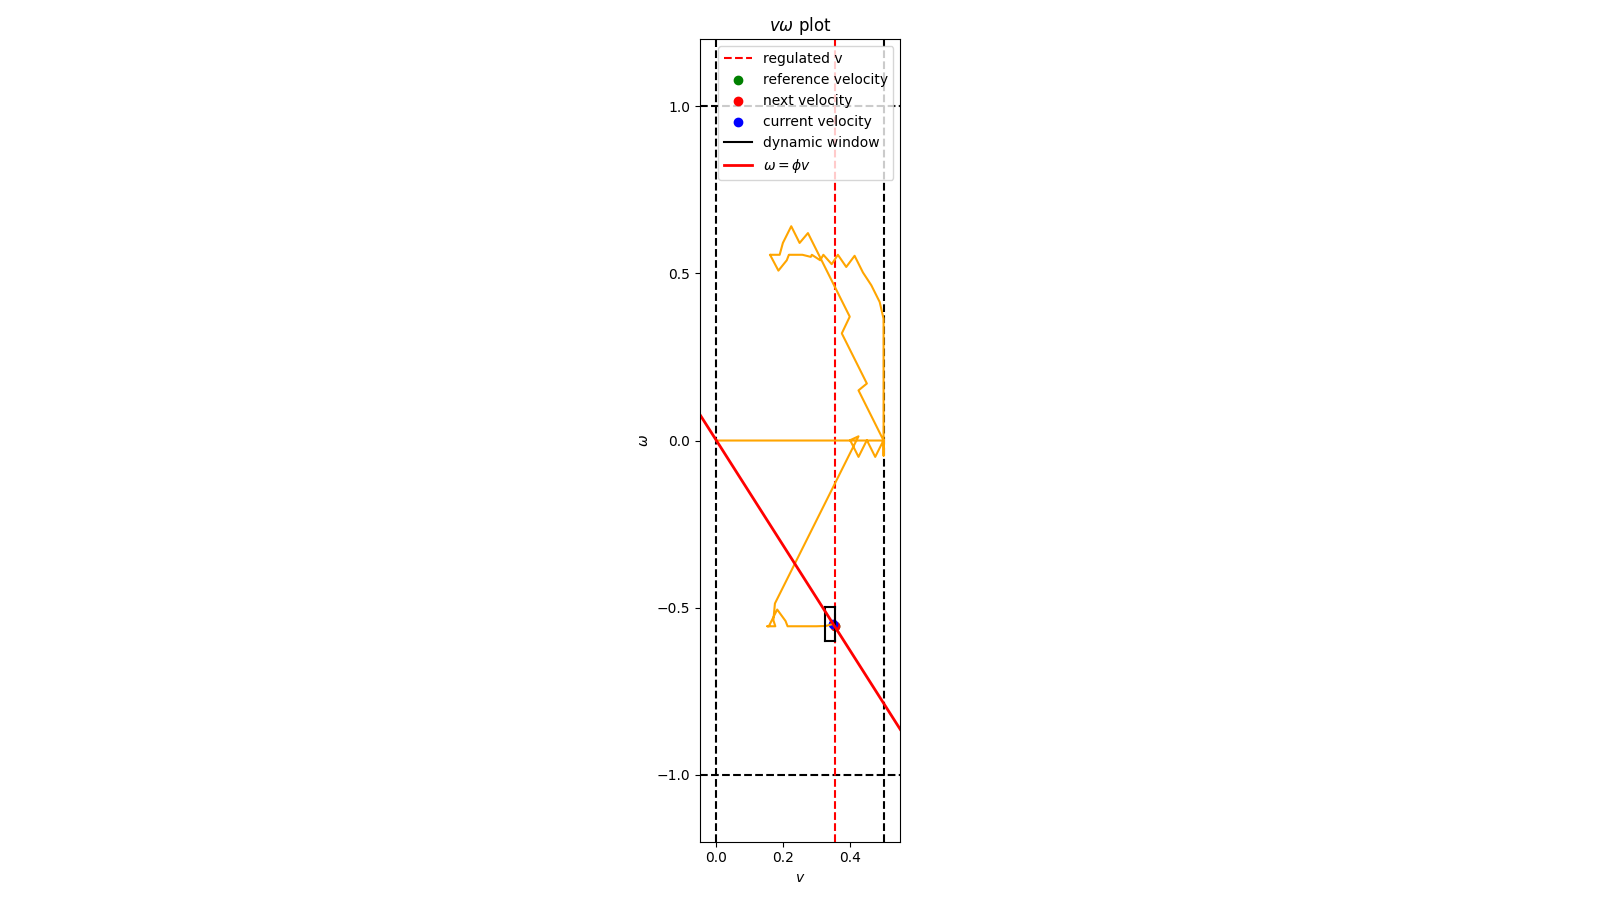 vω plot
regulated v
reference velocity
next velocity
current velocity
dynamic window
ω = ϕv
1.0
0.5
0.0
−0.5
−1.0
ω
0.0 0.2 0.4
v